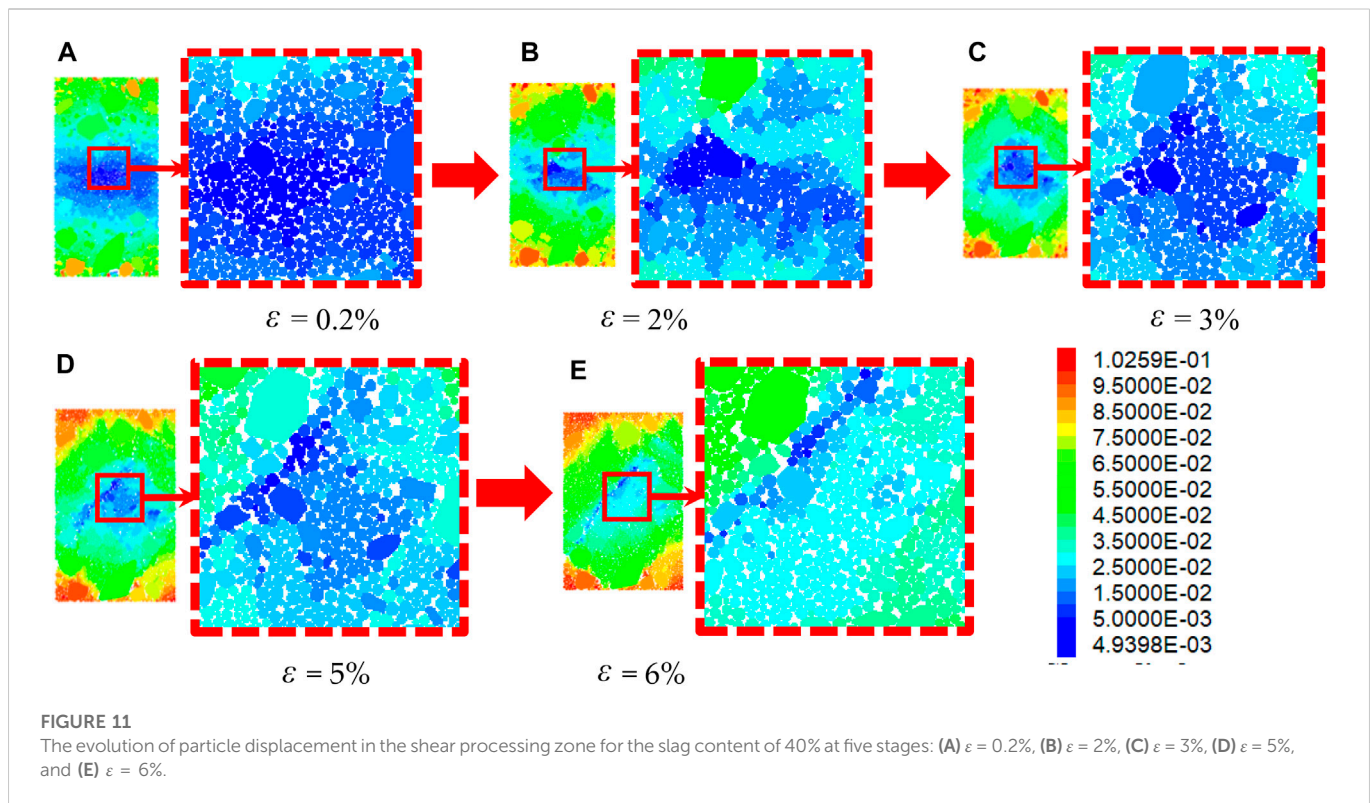 A
B
C
ε = 0.2%
ε = 2%
ε = 3%
D
E
1.0259E-01
9.5000E-02
8.5000E-02
7.5000E-02
6.5000E-02
5.5000E-02
4.5000E-02
3.5000E-02
2.5000E-02
1.5000E-02
5.0000E-03
4.9398E-03
ε = 5%
ε = 6%
FIGURE 11
The evolution of particle displacement in the shear processing zone for the slag content of 40% at five stages: (A) ε = 0.2%, (B) ε = 2%, (C) ε = 3%, (D) ε = 5%,
and (E) ε = 6%.